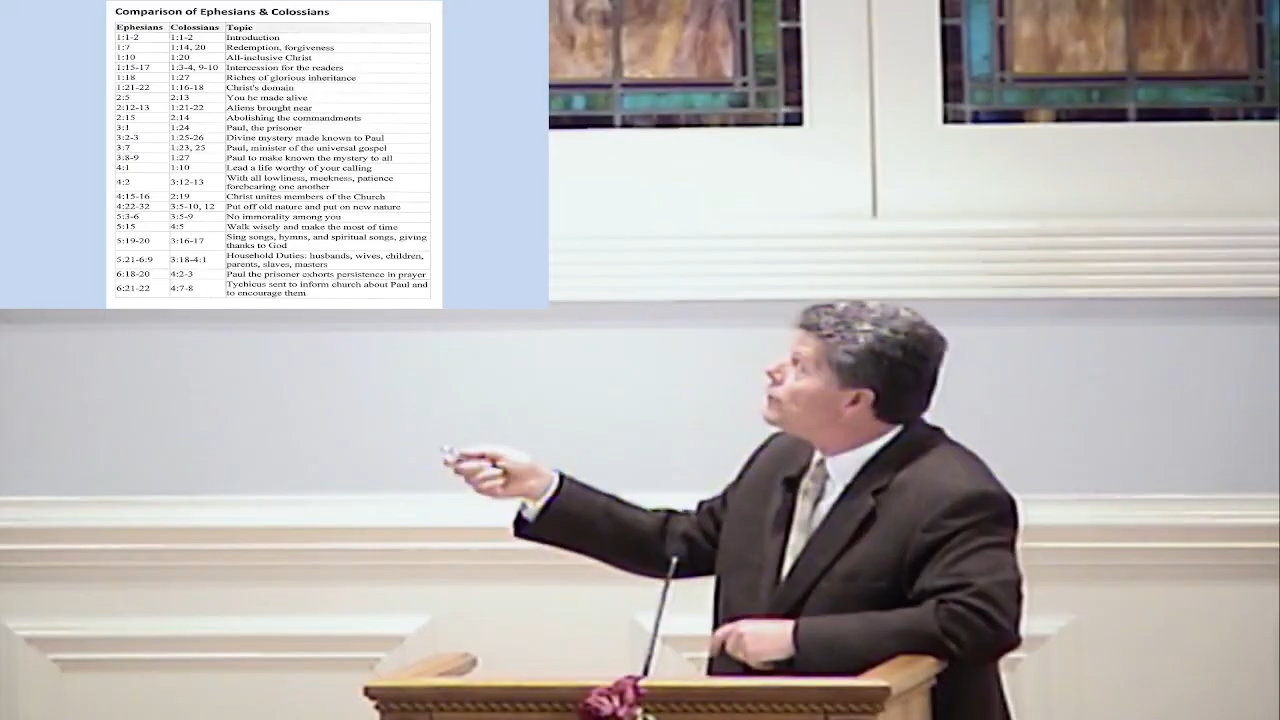 Comparison of Ephesians & Colossians
Ephesians Colossians Topic
1:1-2 1:1-2 Introduction
1:7 1:14, 20 Redemption, forgiveness
1:10 1:20 All-inclusive Christ
1:15-17 1:3-4, 9-10 Intercession for the readers
1:18 1:27 Riches of glorious inheritance
1:21-22 1:16-18 Christ's domain
2:5 2:13 You he made alive
2:12-13 1:21-22 Aliens brought near
2:15 2:14 Abolishing the commandments
3:1 1:24 Paul, the prisoner
3:2-3 1:25-26 Divine mystery made known to Paul
3:7 1:23, 25 Paul, minister of the universal gospel
3:8-9 1:27 Paul to make known the mystery to all
4:1 1:10 Lead a life worthy of your calling
4:2 3:12-13 With all lowliness, meekness, patience
forebearing one another
4:15-16 2:19 Christ unites members of the Church
4:22-32 3:5-10, 12 Put off old nature and put on new nature
5:3-6 3:5-9 No immorality among you
5:15 4:5 Walk wisely and make the most of time
5:19-20 3:16-17 Sing songs, hymns, and spiritual songs, giving
thanks to God
5:21-6:9 3:18-4:1 Household Duties: husbands, wives, children,
parents, slaves, masters
6:18-20 4:2-3 Paul the prisoner exhorts persistence in prayer
6:21-22 4:7-8 Tychicus sent to inform church about Paul and
to encourage them